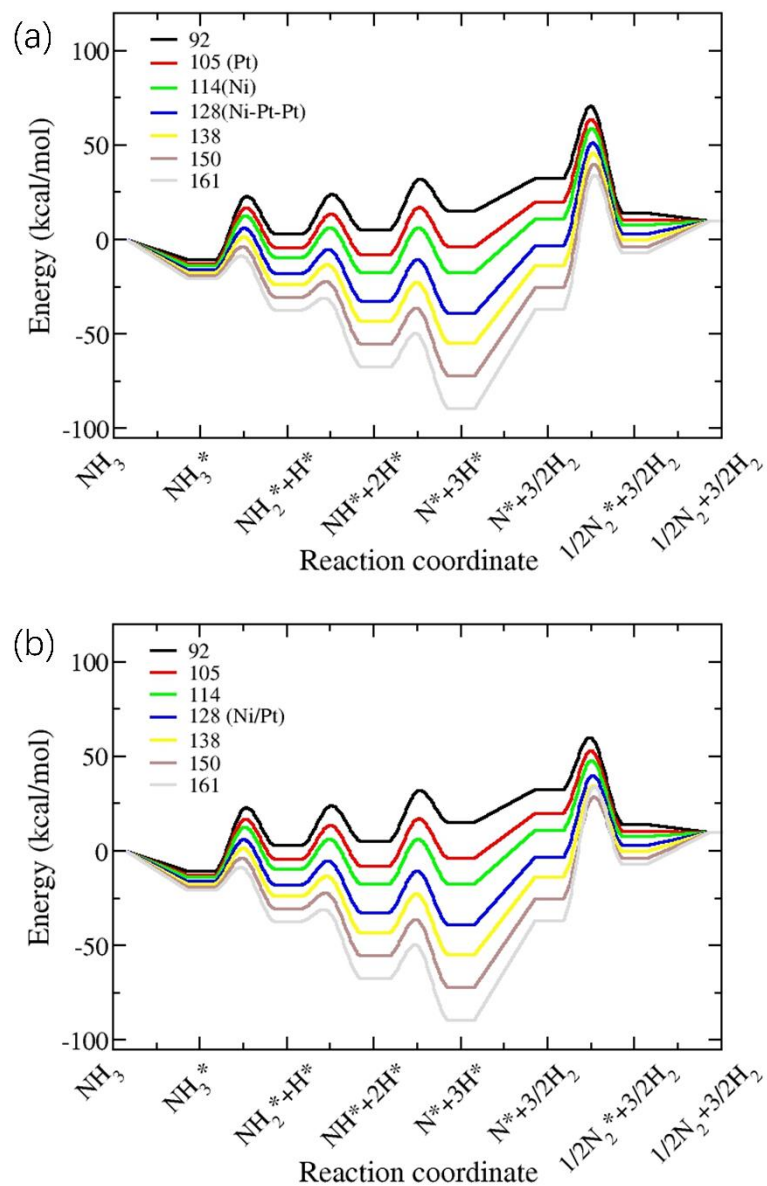 (a)
100
50
0
-50
-100
Energy (kcal/mol)
92
105 (Pt)
114(Ni)
128(Ni-Pt-Pt)
138
150
161
NH₃
NH₃*
NH₂*+H*
NH*+2H*
N*+3H*
N*+3/2H₂
1/2N₂*+3/2H₂
1/2N₂+3/2H₂
Reaction coordinate
(b)
100
50
0
-50
-100
Energy (kcal/mol)
92
105
114
128 (Ni/Pt)
138
150
161
NH₃
NH₃*
NH₂*+H*
NH*+2H*
N*+3H*
N*+3/2H₂
1/2N₂*+3/2H₂
1/2N₂+3/2H₂
Reaction coordinate